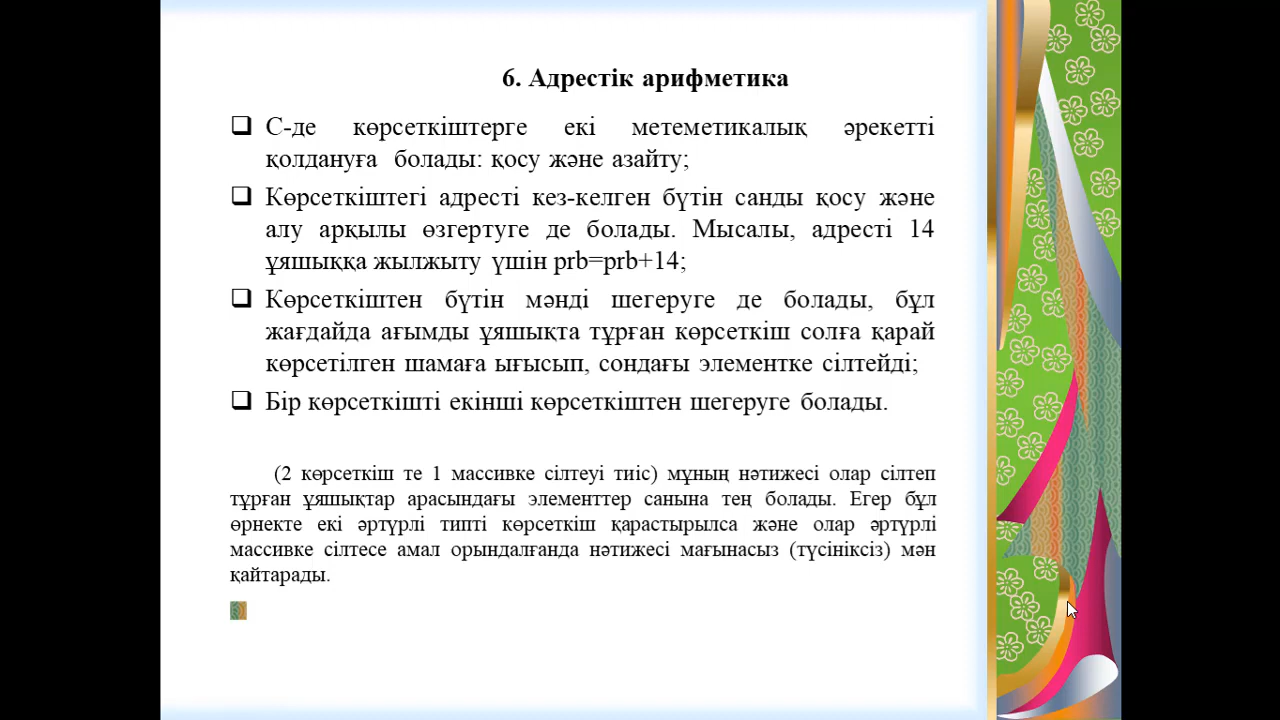 6. Адрестік арифметика
С-де көрсеткіштерге екі метеметикалық әрекетті
қолдануға болады: қосу және азайту;
Көрсеткіштегі адресті кез-келген бүтін санды қосу және
алу арқылы өзгертуге де болады. Мысалы, адресті 14
ұяшыққа жылжыту үшін prb=prb+14;
Көрсеткіштен бүтін мәнді шегеруге де болады, бұл
жағдайда ағымды ұяшықта тұрған көрсеткіш солға қарай
көрсетілген шамаға ығысып, сондағы элементке сілтейді;
Бір көрсеткішті екінші көрсеткіштен шегеруге болады.
(2 көрсеткіш те 1 массивке сілтеуі тиіс) мұның нәтижесі олар сілтеп
тұрған ұяшықтар арасындағы элементтер санына тең болады. Егер бұл
өрнекте екі әртүрлі типті көрсеткіш қарастырылса және олар әртүрлі
массивке сілтесе амал орындалғанда нәтижесі мағынасыз (түсініксіз) мән
қайтарады.